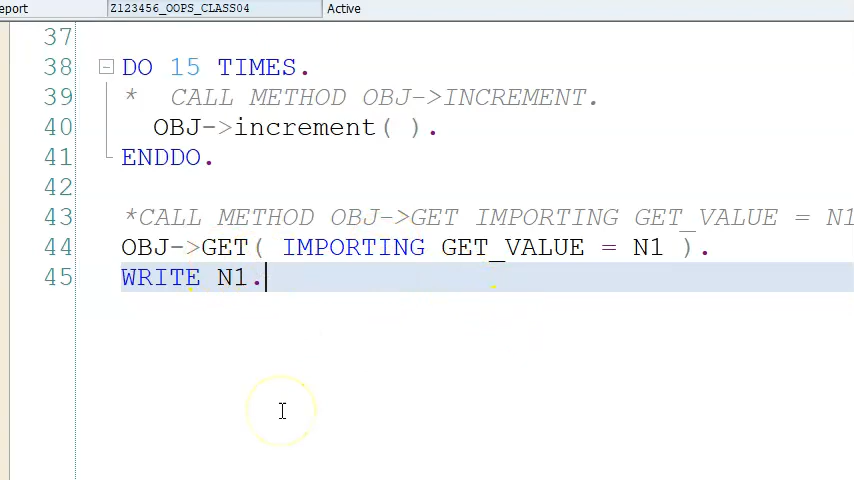 eport Z123456_OOPS_CLASS04 Active
37
38 DO 15 TIMES.
39 * CALL METHOD OBJ->INCREMENT.
40 OBJ->increment( ).
41 ENDDO.
42
43 *CALL METHOD OBJ->GET IMPORTING GET_VALUE = N1
44 OBJ->GET( IMPORTING GET_VALUE = N1 ).
45 WRITE N1.